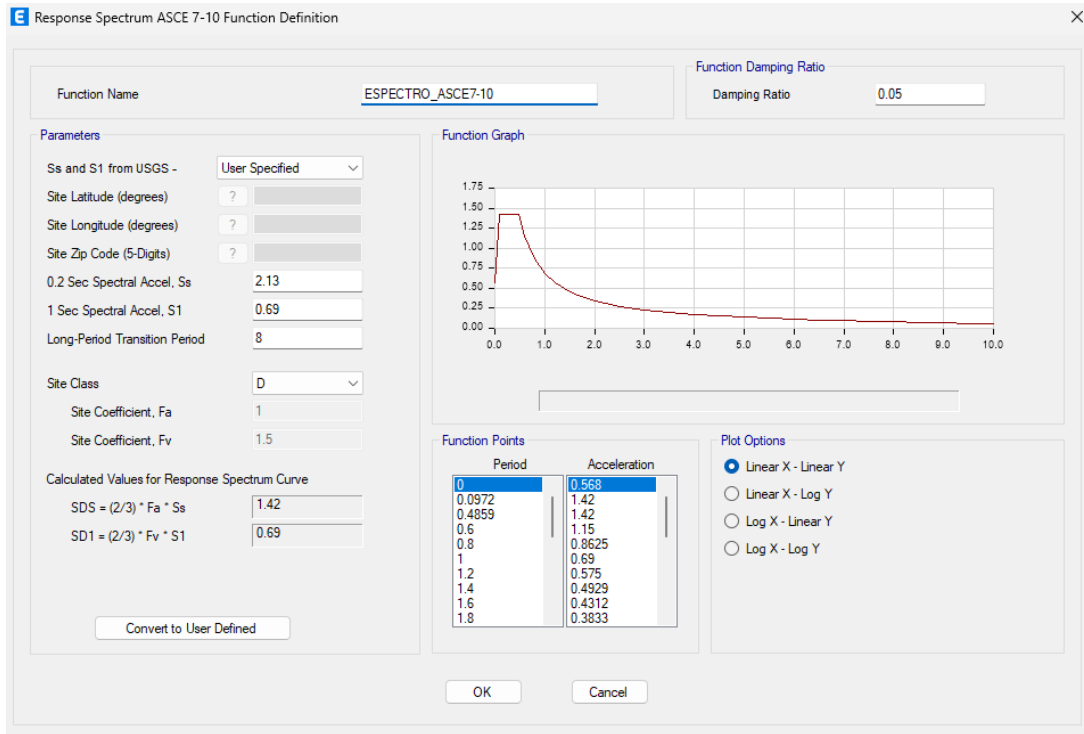 E Response Spectrum ASCE 7-10 Function Definition
Function Name ESPECTRO_ASCE7-10
Function Damping Ratio
Damping Ratio 0.05
Parameters
Ss and S1 from USGS - User Specified
Site Latitude (degrees) ?
Site Longitude (degrees) ?
Site Zip Code (5-Digits) ?
0.2 Sec Spectral Accel, Ss 2.13
1 Sec Spectral Accel, S1 0.69
Long-Period Transition Period 8
Site Class D
Site Coefficient, Fa 1
Site Coefficient, Fv 1.5
Calculated Values for Response Spectrum Curve
SDS = (2/3) * Fa * Ss 1.42
SD1 = (2/3) * Fv * S1 0.69
Convert to User Defined
Function Graph
1.75
1.50
1.25
1.00
0.75
0.50
0.25
0.00
0.0 1.0 2.0 3.0 4.0 5.0 6.0 7.0 8.0 9.0 10.0
Function Points
Period Acceleration
0 0.568
0.0972 1.42
0.4859 1.42
0.6 1.15
0.8 0.8625
1 0.69
1.2 0.575
1.4 0.4929
1.6 0.4312
1.8 0.3833
Plot Options
Linear X - Linear Y
Linear X - Log Y
Log X - Linear Y
Log X - Log Y
OK Cancel